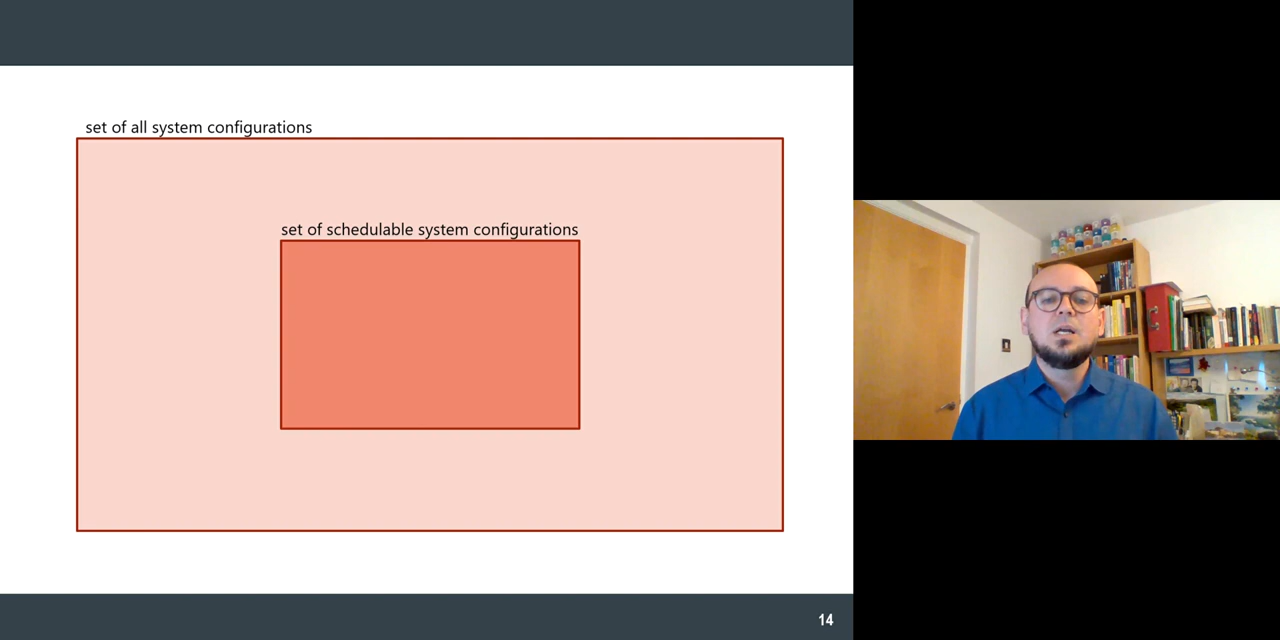 set of all system configurations
set of schedulable system configurations
14